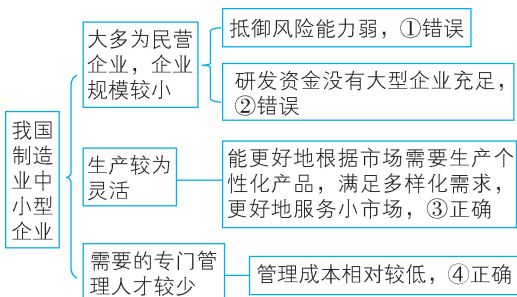 我国
制造
业中
小型
企业
大多为民营
企业，企业
规模较小
抵御风险能力弱，①错误
研发资金没有大型企业充足，
②错误
生产较为
灵活
能更好地根据市场需要生产个
性化产品，满足多样化需求，
更好地服务小市场，③正确
需要的专门管
理人才较少
管理成本相对较低，④正确